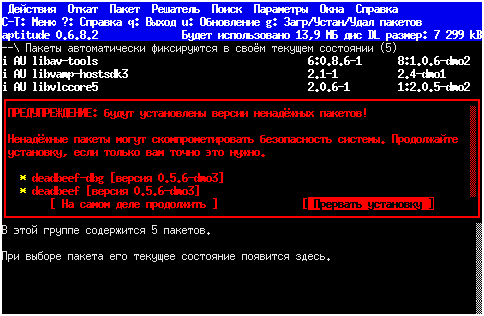 Действия Откат Пакет Решатель Поиск Параметры Окна Справка
C-T: Меню ?: Справка q: Выход u: Обновление g: Загр/Устан/Удал пакетов
aptitude 0.6.8.2 Будет использовано 13,9 МБ дис DL размер: 7 299 kB
--\ Пакеты автоматически фиксируются в своём текущем состоянии (5)
i AU libav-tools 6:0.8.6-1 8:1.0.6-dmo2
i AU libvamp-hostsdk3 2.1-1 2.4-dmo1
i AU libvlccore5 2.0.6-1 1:2.0.5-dmo2
ПРЕДУПРЕЖДЕНИЕ: будут установлены версии ненадёжных пакетов!
Ненадёжные пакеты могут скомпрометировать безопасность системы. Продолжайте
установку, если только вам точно это нужно.
* deadbeef-dbg [версия 0.5.6-dmo3]
* deadbeef [версия 0.5.6-dmo3]
[ На самом деле продолжить ] [ Прервать установку ]
В этой группе содержится 5 пакетов.
При выборе пакета его текущее состояние появится здесь.